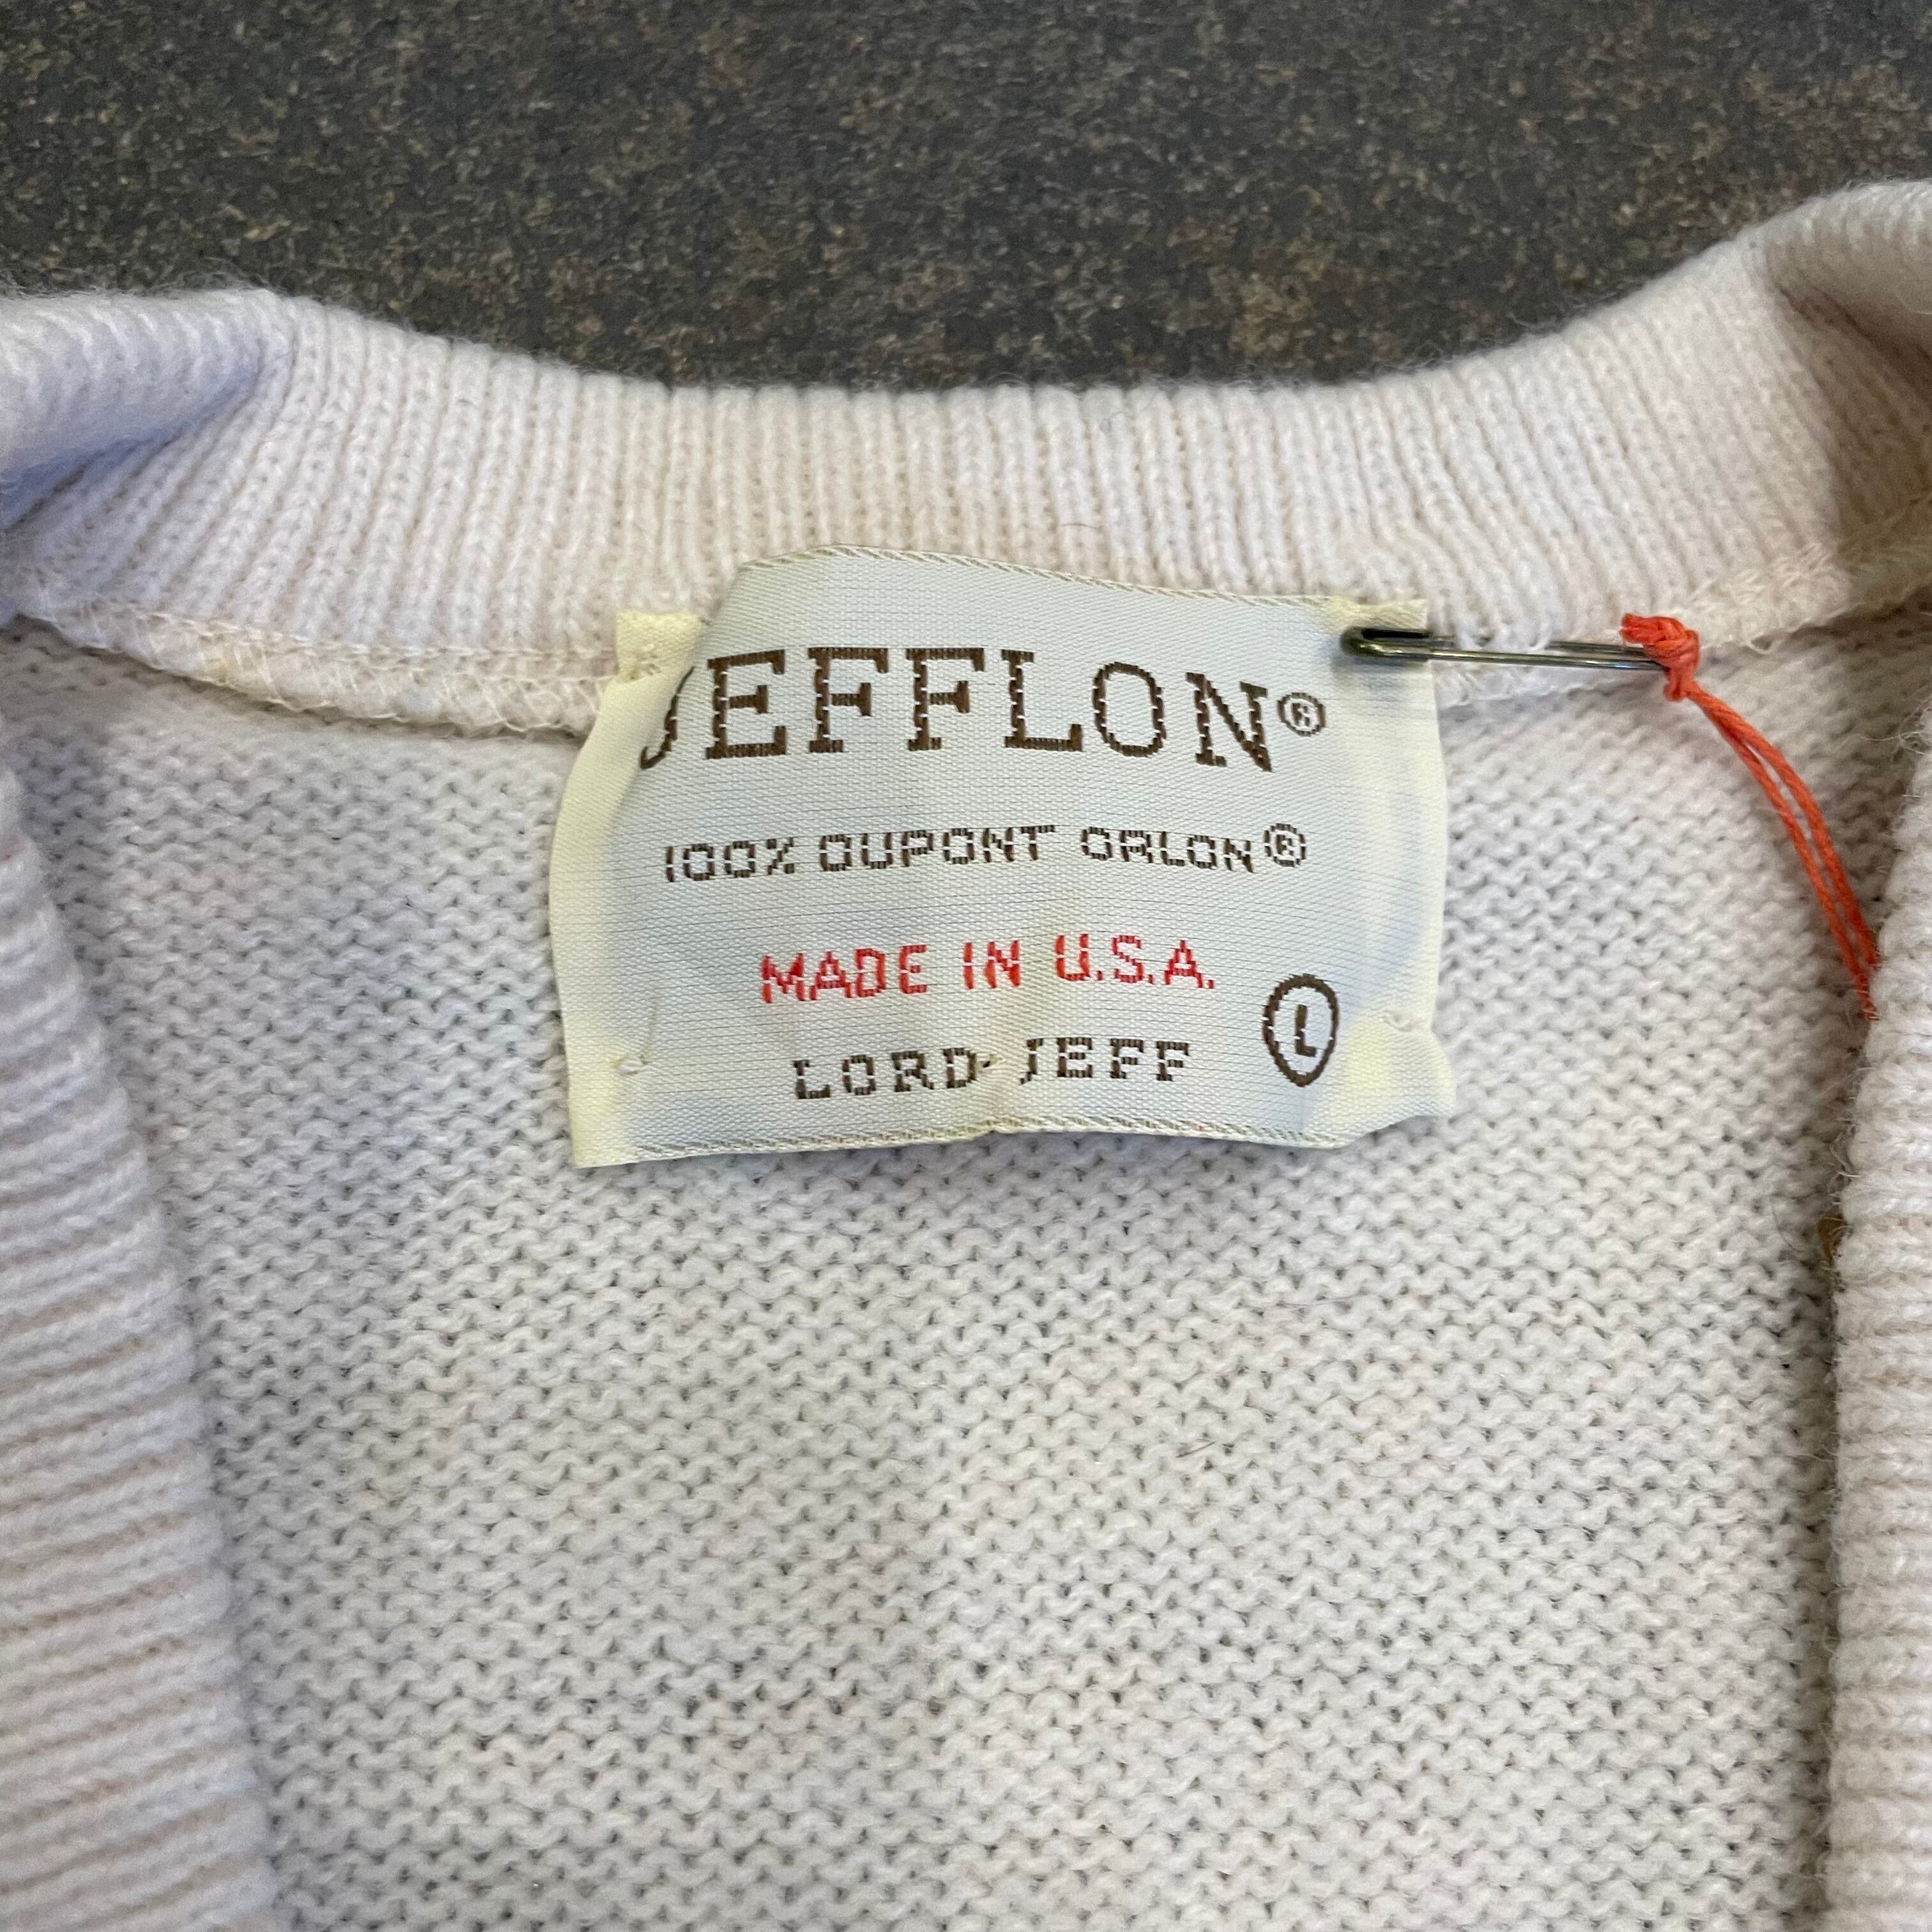 JEFFLON®
100% DUPONT ORLON®
MADE IN U.S.A.
LORD JEFF
L